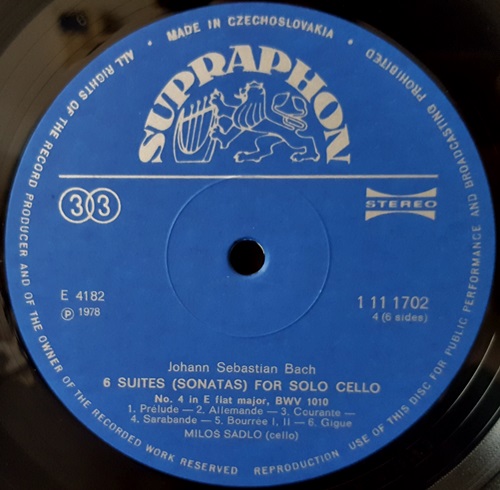 ALL RIGHTS OF THE RECORD PRODUCER AND OF THE OWNER OF THE RECORDED WORK RESERVED REPRODUCTION USE OF THIS DISC FOR PUBLIC PERFORMANCE AND BROADCASTING PROHIBITED
• MADE IN CZECHOSLOVAKIA •
SUPRAPHON
33
STEREO
E 4182
1 11 1702
℗ 1978
4 (6 sides)
Johann Sebastian Bach
6 SUITES (SONATAS) FOR SOLO CELLO
No. 4 in E flat major, BWV 1010
1. Prélude — 2. Allemande — 3. Courante —
4. Sarabande — 5. Bourrée I, II — 6. Gigue
MILOŠ SÁDLO (cello)